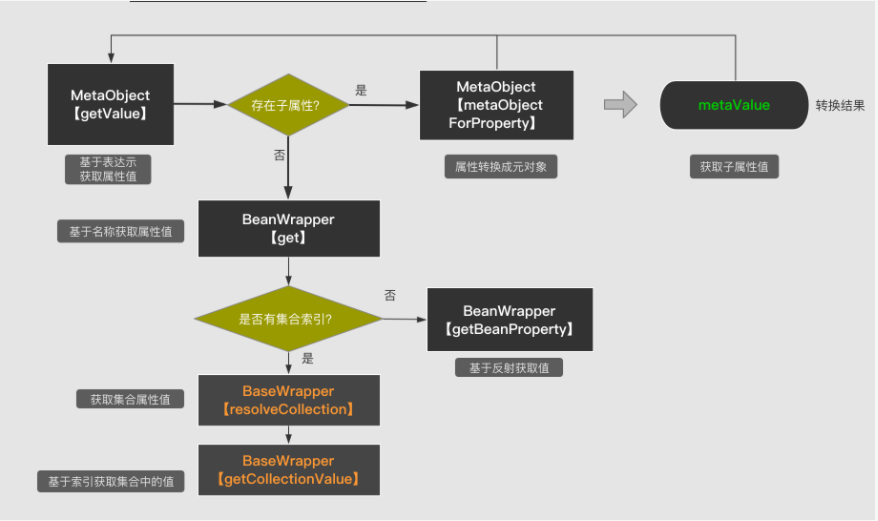 MetaObject
【getValue】
存在子属性?
是
MetaObject
【metaObject
ForProperty】
metaValue
转换结果
基于表达示
获取属性值
否
属性转换成元对象
获取子属性值
BeanWrapper
【get】
基于名称获取属性值
是否有集合索引?
否
BeanWrapper
【getBeanProperty】
是
基于反射获取值
BaseWrapper
【resolveCollection】
获取集合属性值
BaseWrapper
【getCollectionValue】
基于索引获取集合中的值